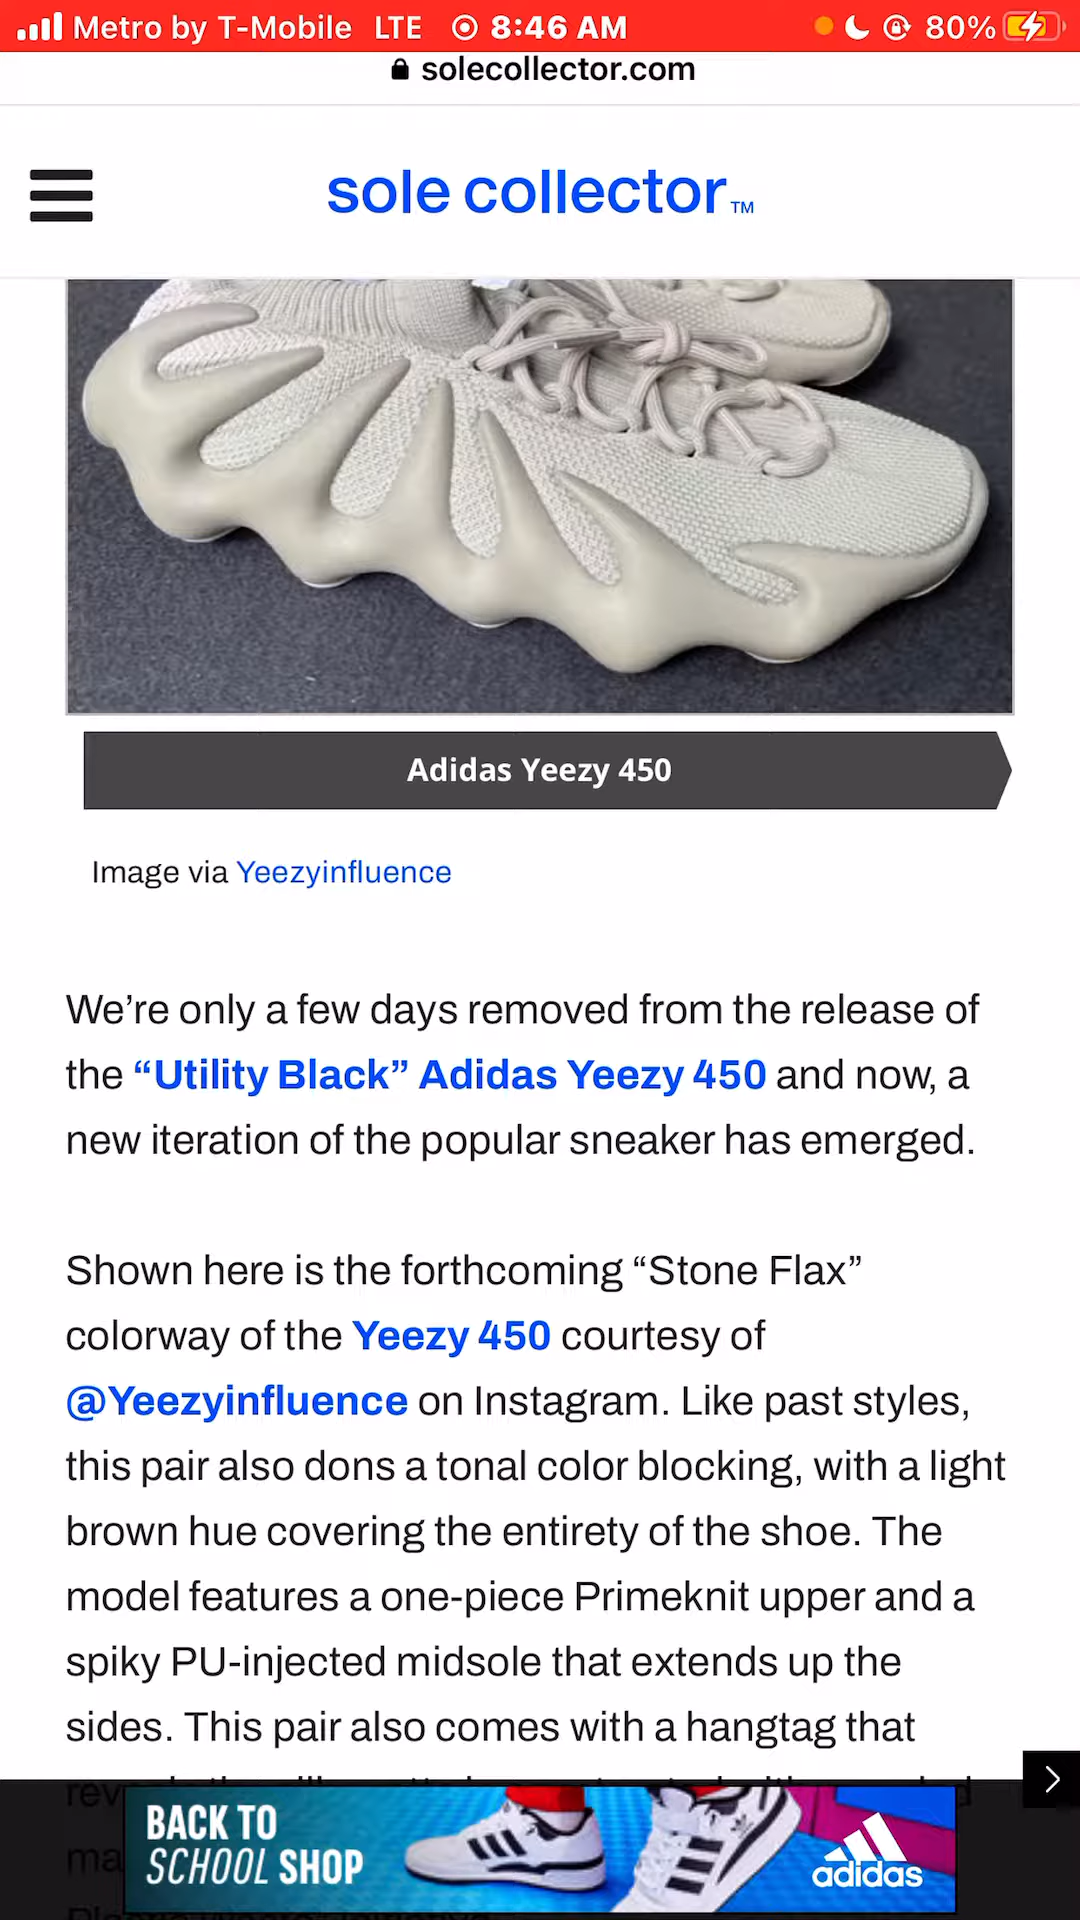 Metro by T-Mobile LTE 8:46 AM 80%
solecollector.com
sole collector TM
Adidas Yeezy 450
Image via Yeezyinfluence
We’re only a few days removed from the release of
the “Utility Black” Adidas Yeezy 450 and now, a
new iteration of the popular sneaker has emerged.
Shown here is the forthcoming “Stone Flax”
colorway of the Yeezy 450 courtesy of
@Yeezyinfluence on Instagram. Like past styles,
this pair also dons a tonal color blocking, with a light
brown hue covering the entirety of the shoe. The
model features a one-piece Primeknit upper and a
spiky PU-injected midsole that extends up the
sides. This pair also comes with a hangtag that
BACK TO
SCHOOL SHOP
adidas